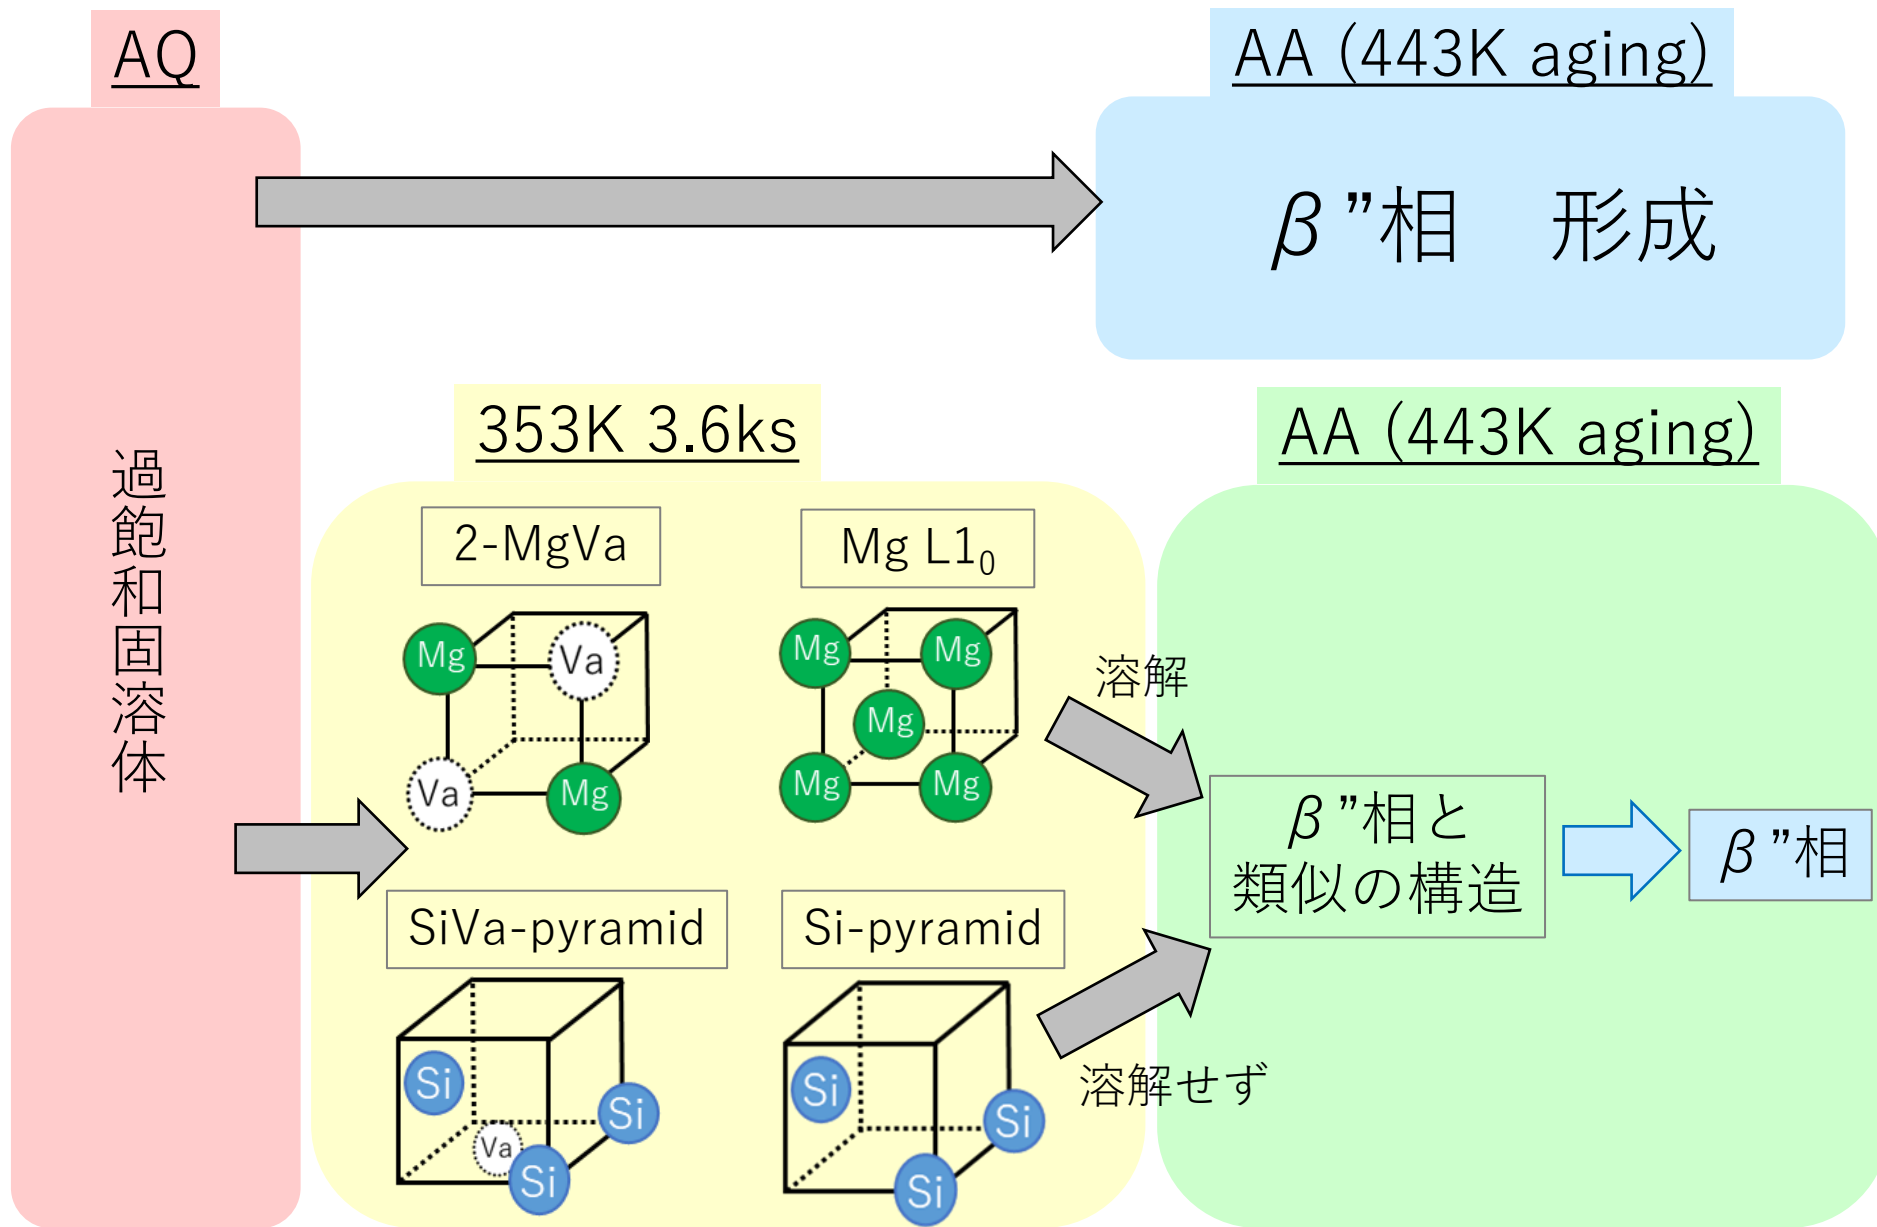 AQ
過飽和固溶体
AA (443K aging)
β”相　形成
353K 3.6ks
2-MgVa
Mg
Va
Va
Mg
Mg L1₀
Mg
Mg
Mg
Mg
Mg
SiVa-pyramid
Si
Si
Va
Si
Si-pyramid
Si
Si
Si
溶解
溶解せず
AA (443K aging)
β”相と
類似の構造
β”相